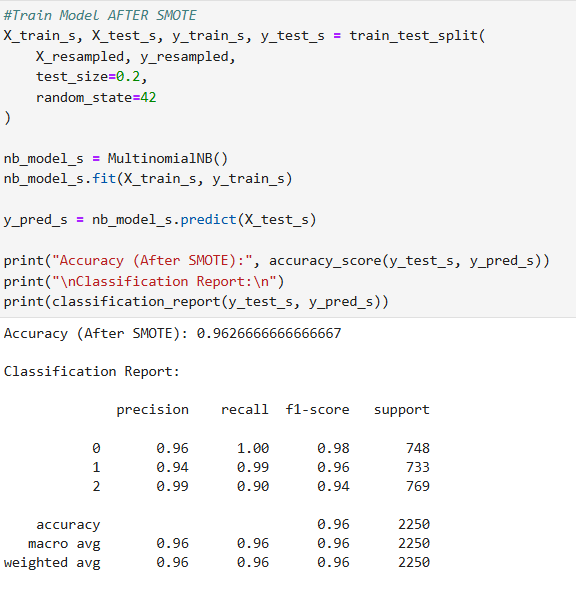 #Train Model AFTER SMOTE
X_train_s, X_test_s, y_train_s, y_test_s = train_test_split(
    X_resampled, y_resampled,
    test_size=0.2,
    random_state=42
)

nb_model_s = MultinomialNB()
nb_model_s.fit(X_train_s, y_train_s)

y_pred_s = nb_model_s.predict(X_test_s)

print("Accuracy (After SMOTE):", accuracy_score(y_test_s, y_pred_s))
print("\nClassification Report:\n")
print(classification_report(y_test_s, y_pred_s))
Accuracy (After SMOTE): 0.9626666666666667

Classification Report:

              precision    recall  f1-score   support

           0       0.96      1.00      0.98       748
           1       0.94      0.99      0.96       733
           2       0.99      0.90      0.94       769

    accuracy                           0.96      2250
   macro avg       0.96      0.96      0.96      2250
weighted avg       0.96      0.96      0.96      2250